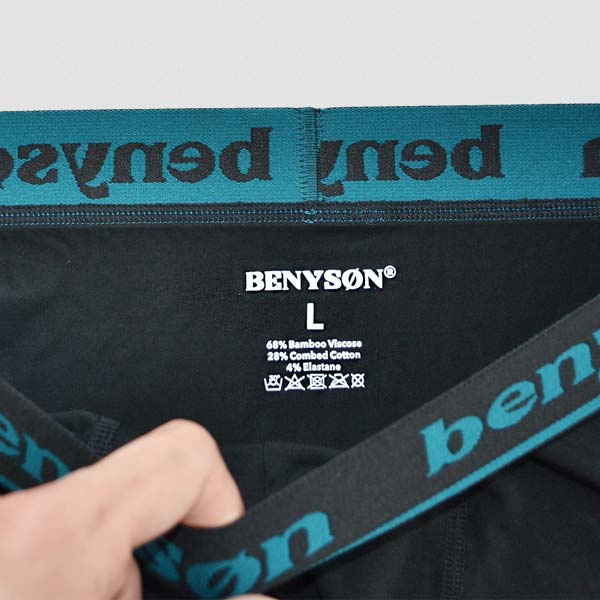 benysøn
benysøn
n
BENYSØN®
L
68% Bamboo Viscose
28% Combed Cotton
4% Elastane
benysøn
benysøn